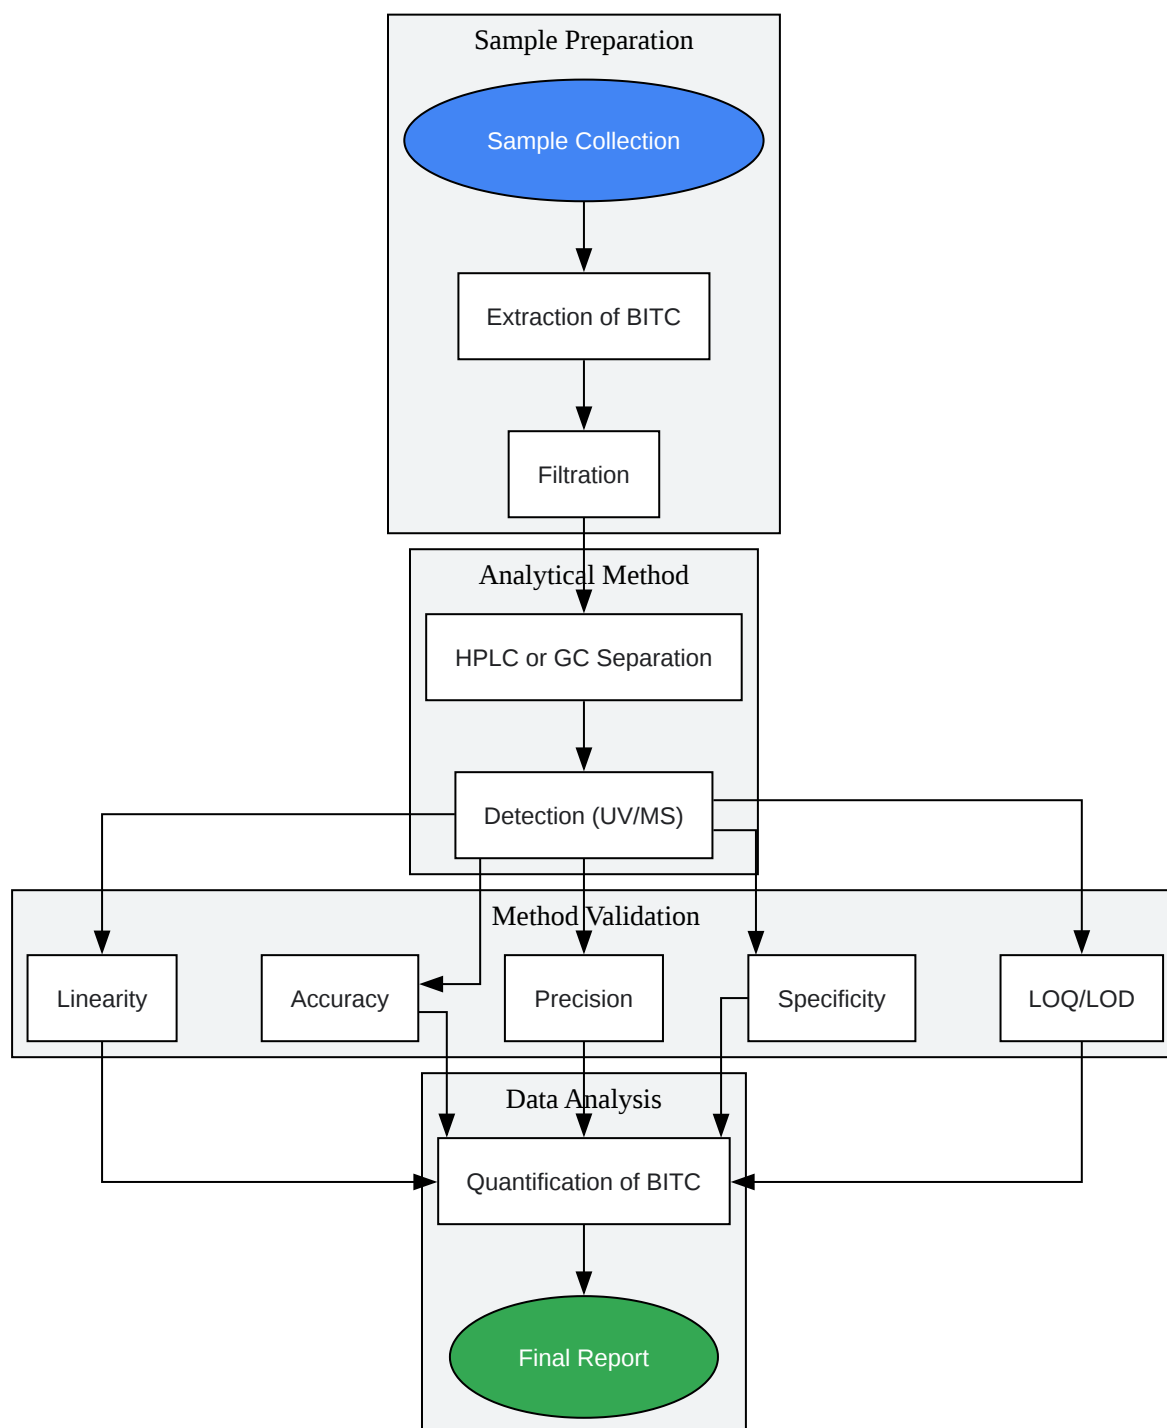 Sample Preparation
Sample Collection
Extraction of BITC
Filtration
Analytical Method
HPLC or GC Separation
Detection (UV/MS)
Method Validation
Linearity
Accuracy
Precision
Specificity
LOQ/LOD
Data Analysis
Quantification of BITC
Final Report